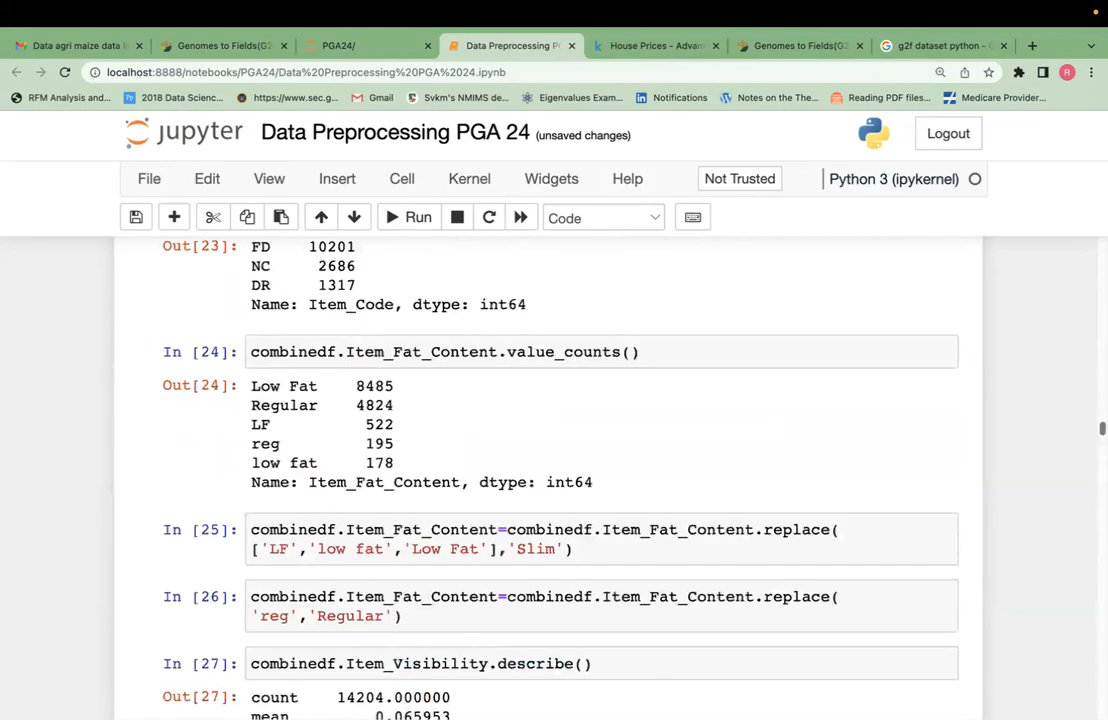 Data agri maize data
Genomes to Fields(G2
PGA24/
Data Preprocessing P
House Prices - Advan
Genomes to Fields(G2
g2f dataset python -
localhost:8888/notebooks/PGA24/Data%20Preprocessing%20PGA%2024.ipynb
R
RFM Analysis and...
2018 Data Scienc...
https://www.sec.g...
Gmail
Svkm's NMIMS de...
Eigenvalues Exam...
Notifications
Notes on the The...
Reading PDF files...
Medicare Provider...
jupyter Data Preprocessing PGA 24 (unsaved changes)
Logout
File Edit View Insert Cell Kernel Widgets Help
Not Trusted
Python 3 (ipykernel)
Run
Code
Out[23]: FD 10201
NC 2686
DR 1317
Name: Item_Code, dtype: int64
In [24]: combinedf.Item_Fat_Content.value_counts()
Out[24]: Low Fat 8485
Regular 4824
LF 522
reg 195
low fat 178
Name: Item_Fat_Content, dtype: int64
In [25]: combinedf.Item_Fat_Content=combinedf.Item_Fat_Content.replace(
['LF','low fat','Low Fat'],'Slim')
In [26]: combinedf.Item_Fat_Content=combinedf.Item_Fat_Content.replace(
'reg','Regular')
In [27]: combinedf.Item_Visibility.describe()
Out[27]: count 14204.000000
mean 0.065953